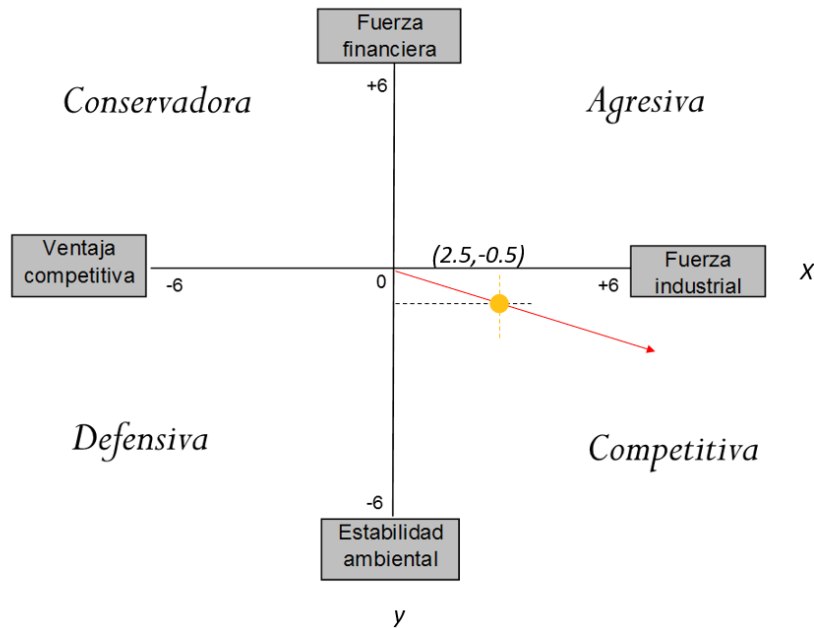 Fuerza
financiera
+6
Conservadora
Agresiva
Ventaja
competitiva
-6
0
(2.5,-0.5)
+6
Fuerza
industrial
X
Defensiva
Competitiva
-6
Estabilidad
ambiental
y